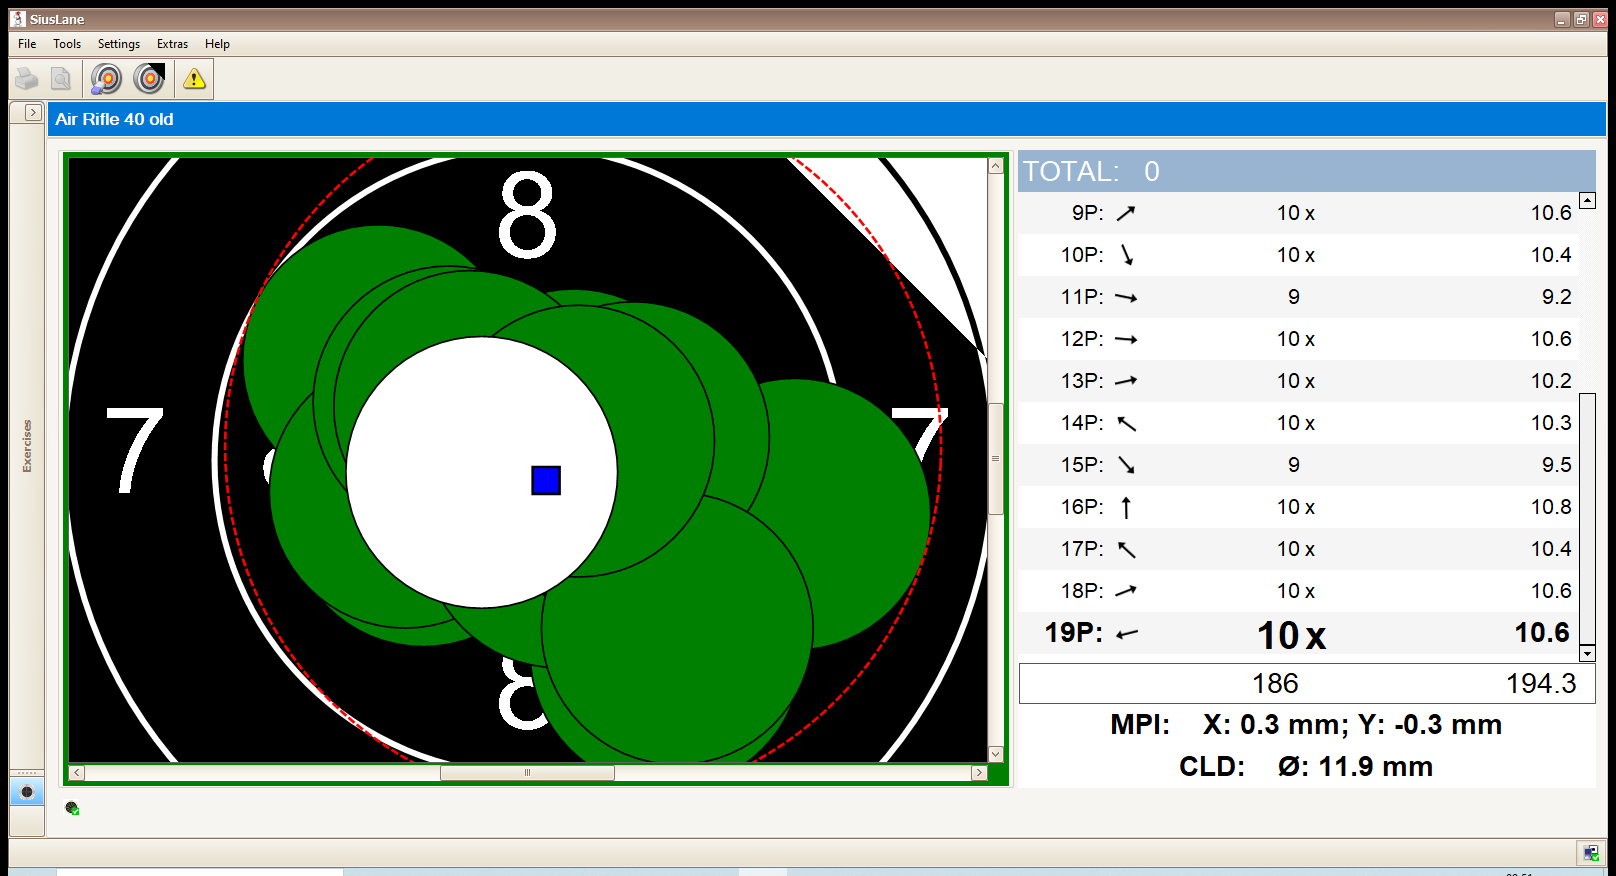 SiusLane
File Tools Settings Extras Help
Air Rifle 40 old
Exercises
8
7
7
8
TOTAL: 0
9P: 10 x 10.6
10P: 10 x 10.4
11P: 9 9.2
12P: 10 x 10.6
13P: 10 x 10.2
14P: 10 x 10.3
15P: 9 9.5
16P: 10 x 10.8
17P: 10 x 10.4
18P: 10 x 10.6
19P: 10 x 10.6
186 194.3
MPI: X: 0.3 mm; Y: -0.3 mm
CLD: Ø: 11.9 mm